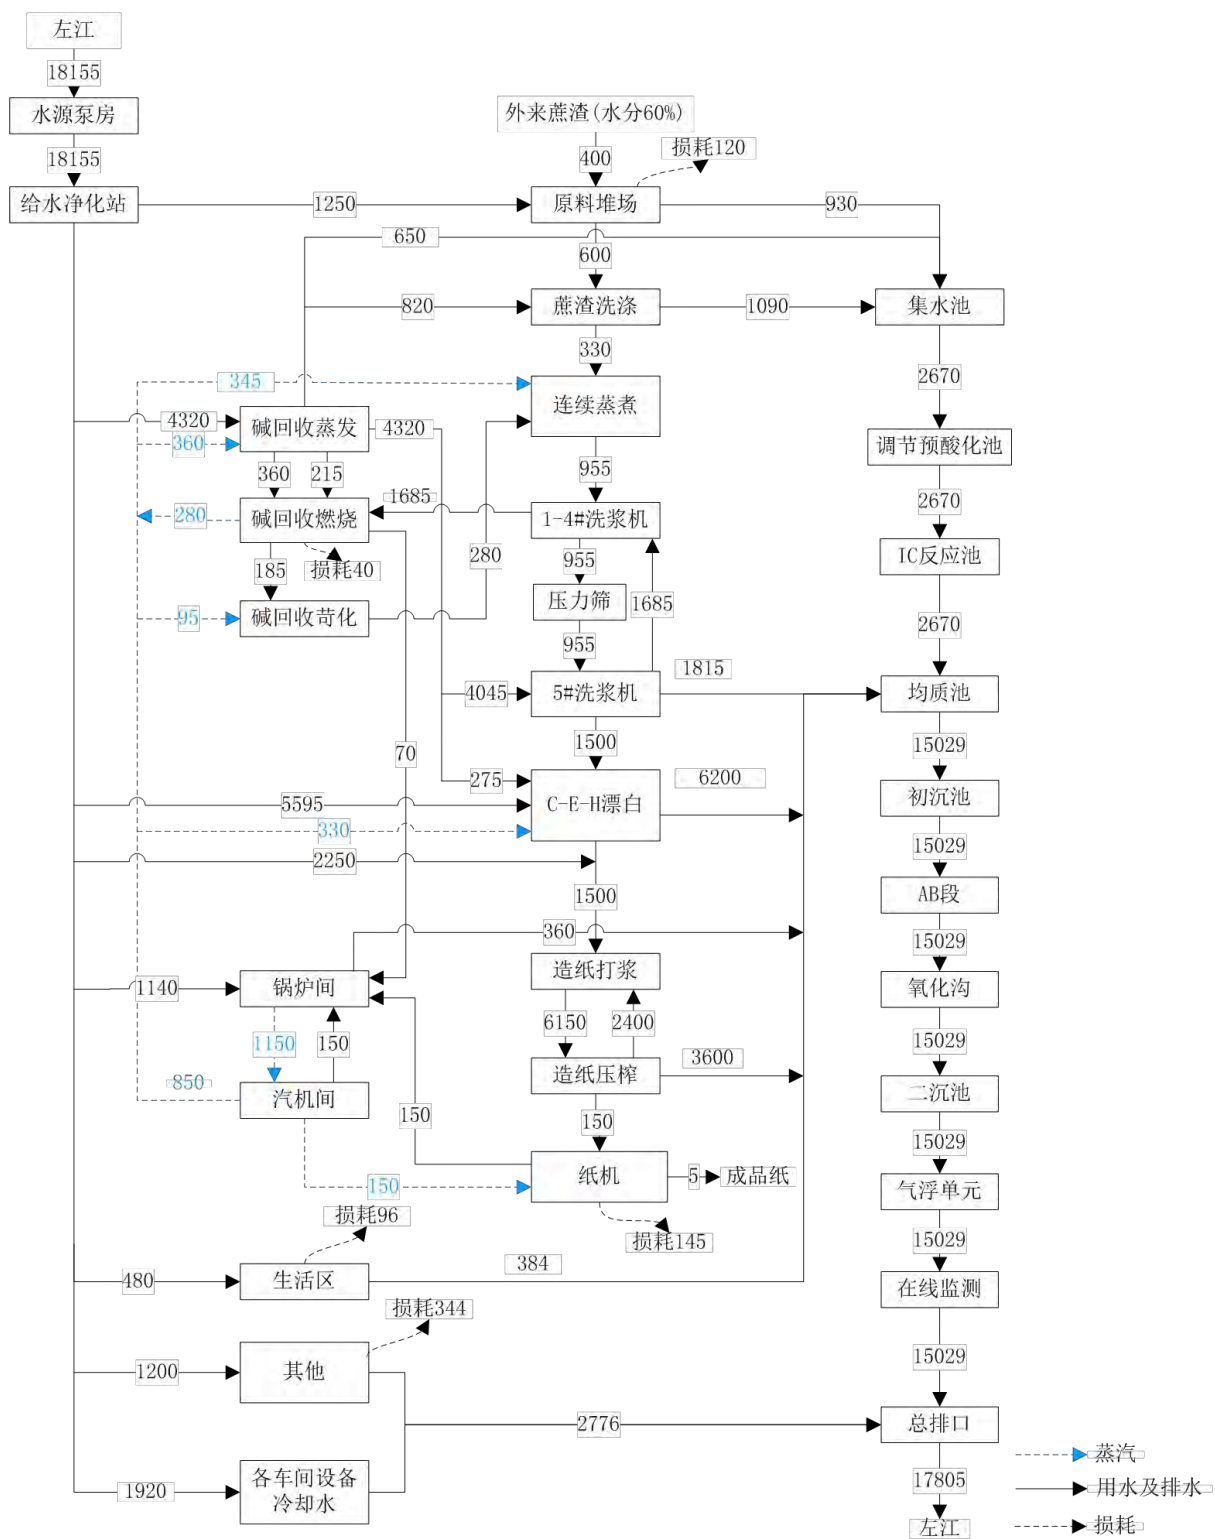 左江
18155
水源泵房
18155
给水净化站
外来蔗渣(水分60%)
400
损耗120
1250
原料堆场
930
650
600
820
蔗渣洗涤
1090
集水池
330
2670
345
连续蒸煮
4320
碱回收蒸发
4320
360
调节预酸化池
360
215
955
2670
1685
280
碱回收燃烧
1-4#洗浆机
IC反应池
185
损耗40
280
955
1685
2670
95
碱回收苛化
压力筛
955
1815
4045
5#洗浆机
均质池
70
1500
15029
275
6200
5595
C-E-H漂白
初沉池
330
2250
15029
1500
AB段
360
15029
1140
锅炉间
造纸打浆
氧化沟
1150
150
6150
2400
15029
850
汽机间
造纸压榨
3600
二沉池
150
150
15029
150
纸机
5
成品纸
气浮单元
损耗96
损耗145
15029
480
生活区
384
在线监测
损耗344
15029
1200
其他
2776
总排口
17805
1920
各车间设备
冷却水
左江
蒸汽
用水及排水
损耗